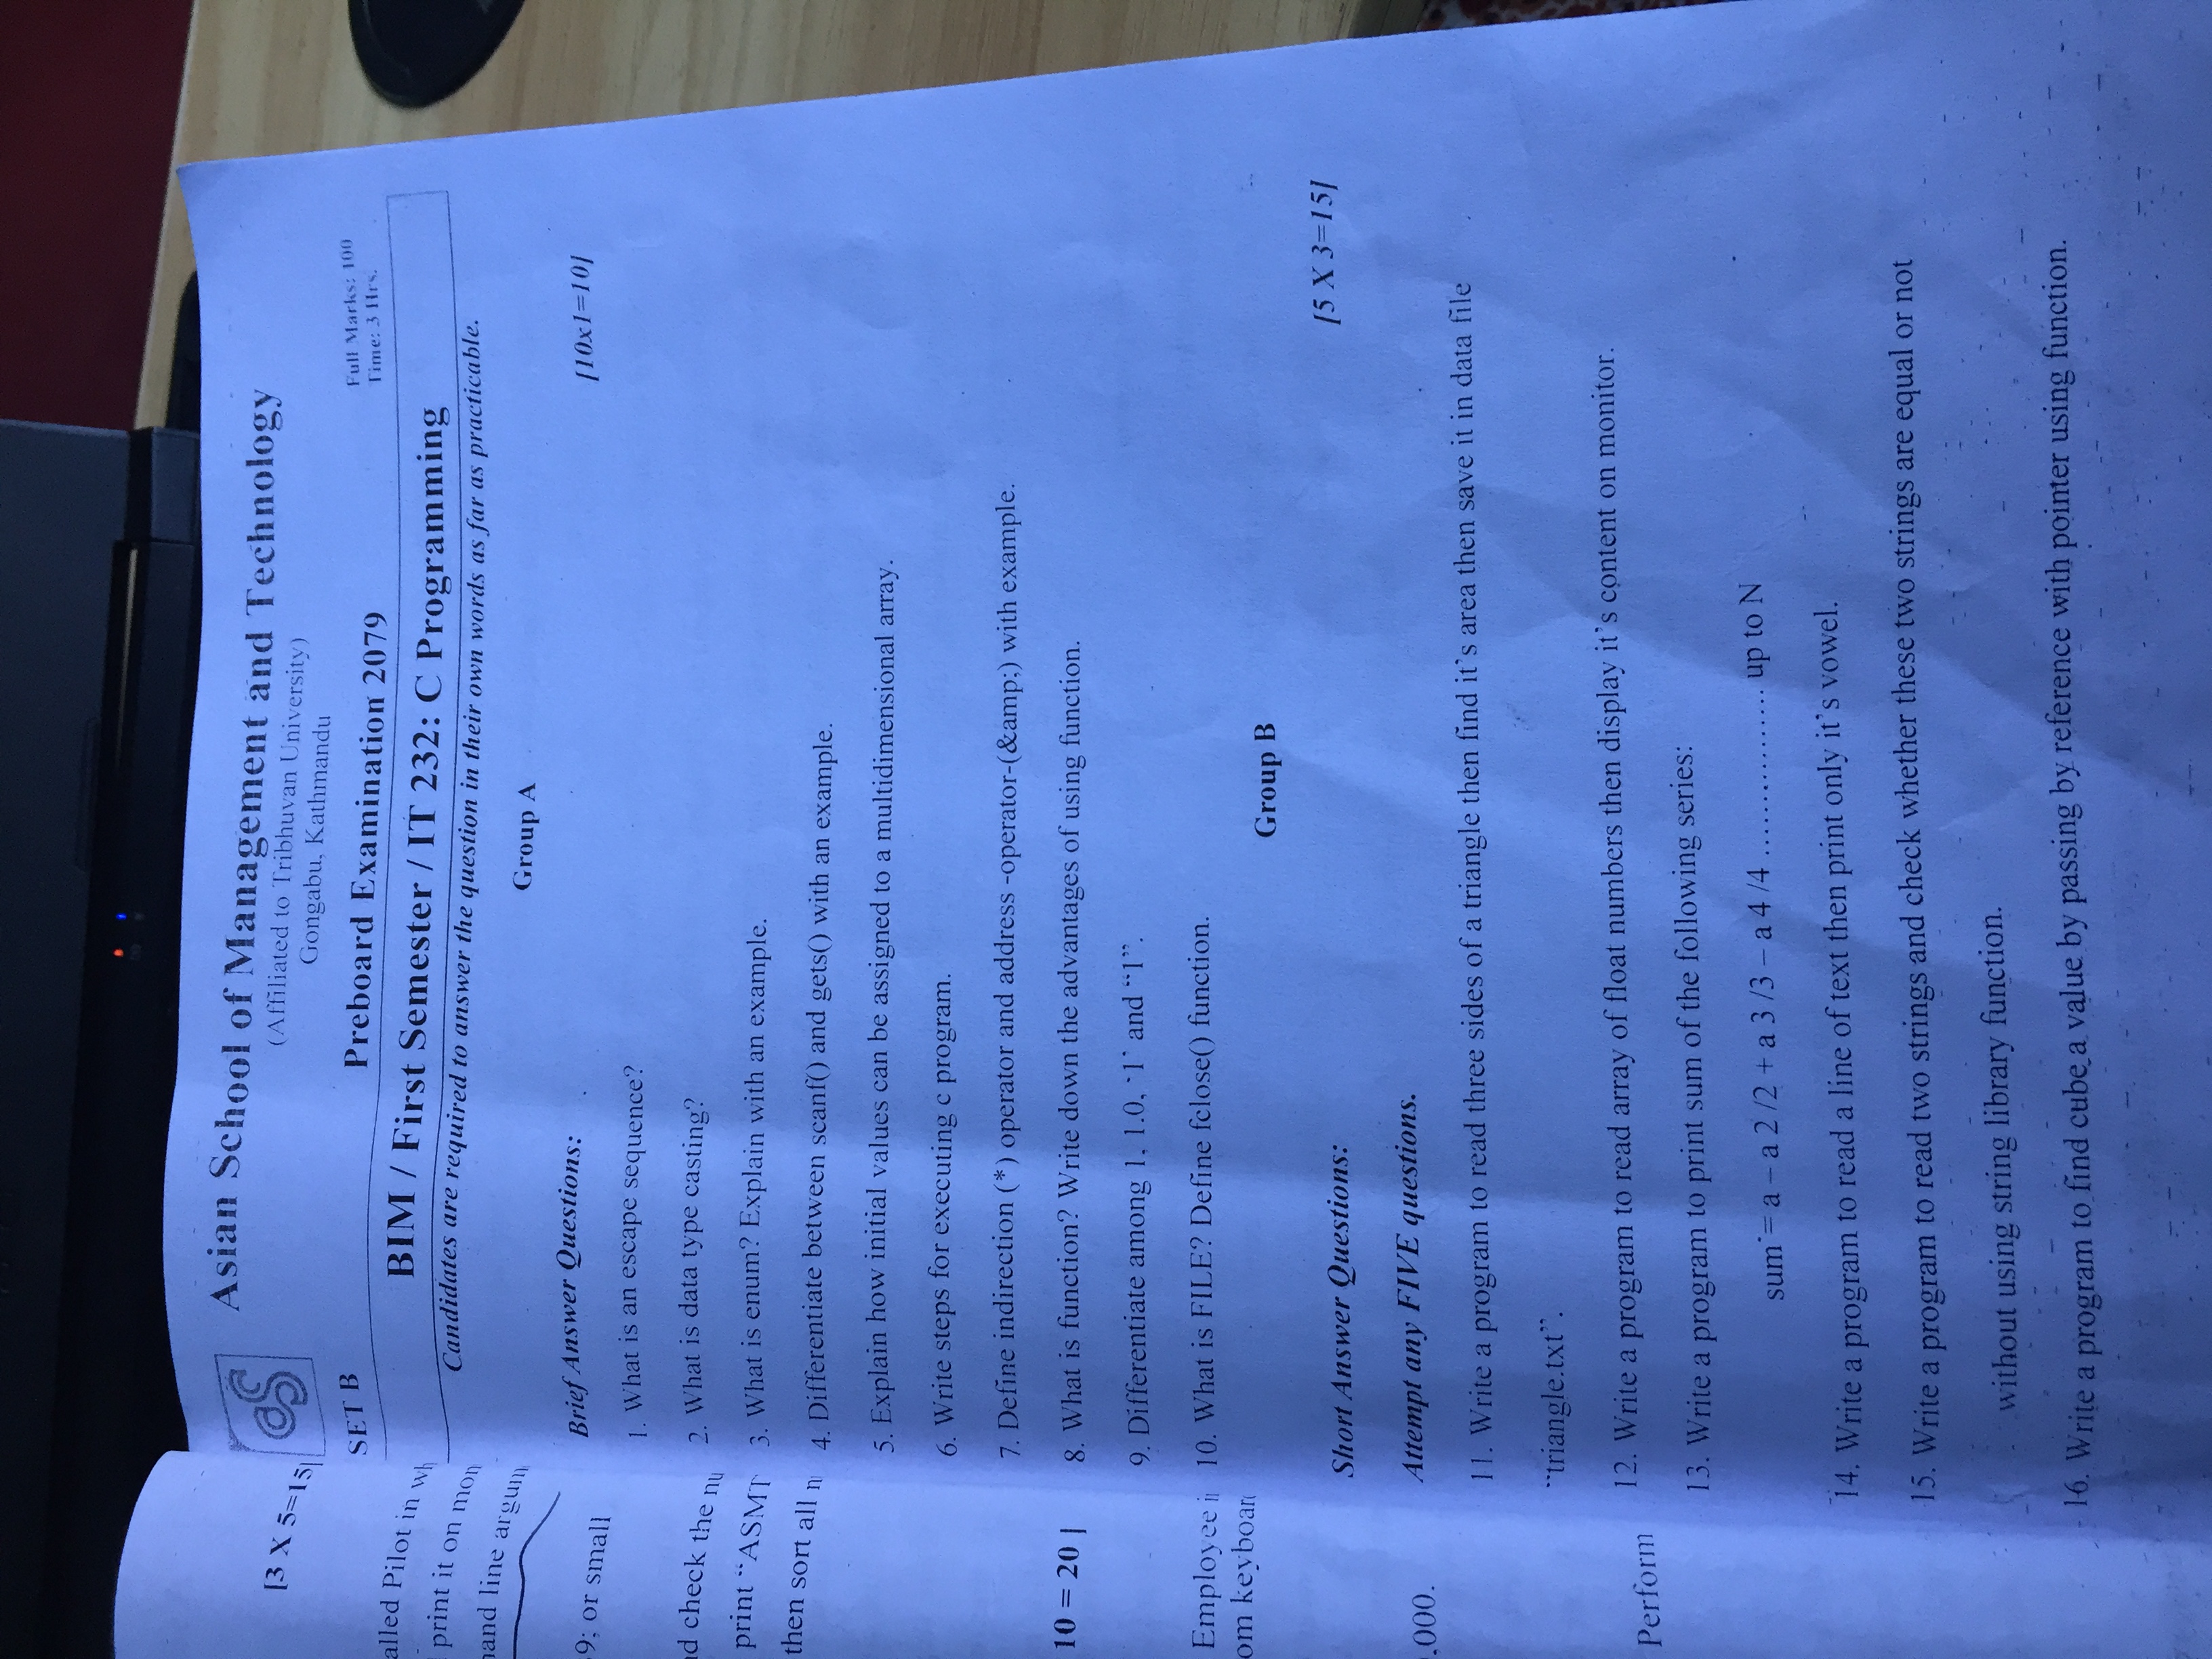 [3 X 5=15]
alled Pilot in wh
print it on mon
and line argum
9; or small
d check the nu
print “ASMT
then sort all n
10 = 20 ]
Employee i
om keyboar
,000.
Perform
aS
Asian School of Management and Technology
(Affiliated to Tribhuvan University)
Gongabu, Kathmandu
SET B
Preboard Examination 2079
Full Marks: 100
Time: 3 Hrs.
BIM / First Semester / IT 232: C Programming
Candidates are required to answer the question in their own words as far as practicable.
Group A
Brief Answer Questions:
[10x1=10]
1. What is an escape sequence?
2. What is data type casting?
3. What is enum? Explain with an example.
4. Differentiate between scanf() and gets() with an example.
5. Explain how initial values can be assigned to a multidimensional array.
6. Write steps for executing c program.
7. Define indirection (*) operator and address -operator-(&amp;) with example.
8. What is function? Write down the advantages of using function.
9. Differentiate among 1, 1.0, ‘1’ and “1”.
10. What is FILE? Define fclose() function.
Group B
Short Answer Questions:
[5 X 3=15]
Attempt any FIVE questions.
11. Write a program to read three sides of a triangle then find it’s area then save it in data file
“triangle.txt”.
12. Write a program to read array of float numbers then display it’s content on monitor.
13. Write a program to print sum of the following series:
sum = a – a 2 /2 + a 3 /3 – a 4 /4 ................ up to N
14. Write a program to read a line of text then print only it’s vowel.
15. Write a program to read two strings and check whether these two strings are equal or not
without using string library function.
16. Write a program to find cube a value by passing by reference with pointer using function.